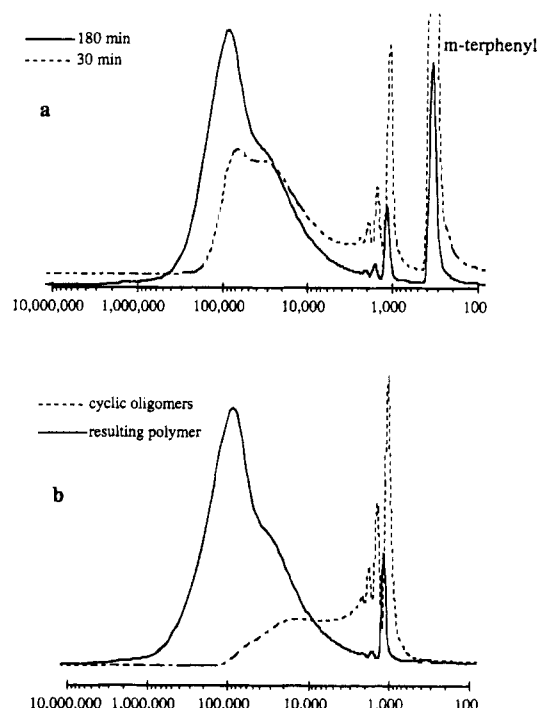 180 min
30 min
m-terphenyl
a
10,000,000 1,000,000 100,000 10,000 1,000 100
cyclic oligomers
resulting polymer
b
10,000,000 1,000,000 100,000 10,000 1,000 100